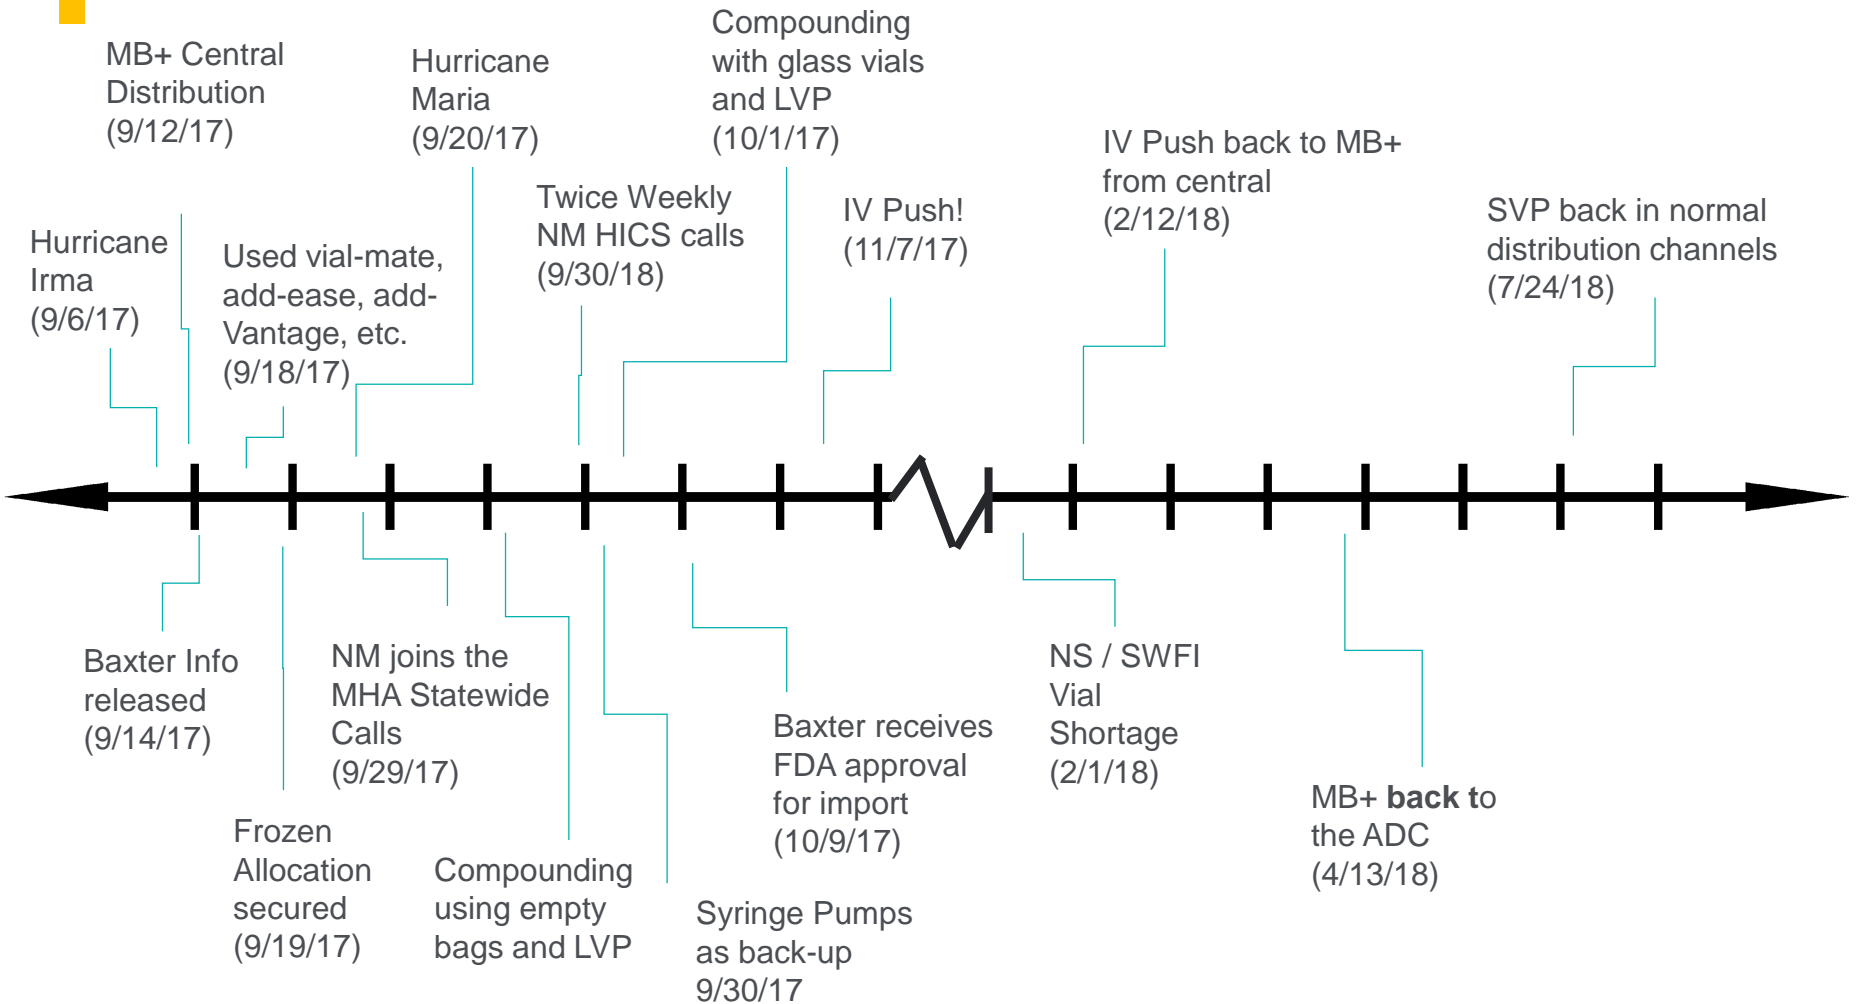 MB+ Central
Distribution
(9/12/17)
Hurricane
Maria
(9/20/17)
Compounding
with glass vials
and LVP
(10/1/17)
IV Push back to MB+
from central
(2/12/18)
Hurricane
Irma
(9/6/17)
Used vial-mate,
add-ease, add-
Vantage, etc.
(9/18/17)
Twice Weekly
NM HICS calls
(9/30/18)
IV Push!
(11/7/17)
SVP back in normal
distribution channels
(7/24/18)
Baxter Info
released
(9/14/17)
NM joins the
MHA Statewide
Calls
(9/29/17)
NS / SWFI
Vial
Shortage
(2/1/18)
Baxter receives
FDA approval
for import
(10/9/17)
MB+ back to
the ADC
(4/13/18)
Frozen
Allocation
secured
(9/19/17)
Compounding
using empty
bags and LVP
Syringe Pumps
as back-up
9/30/17